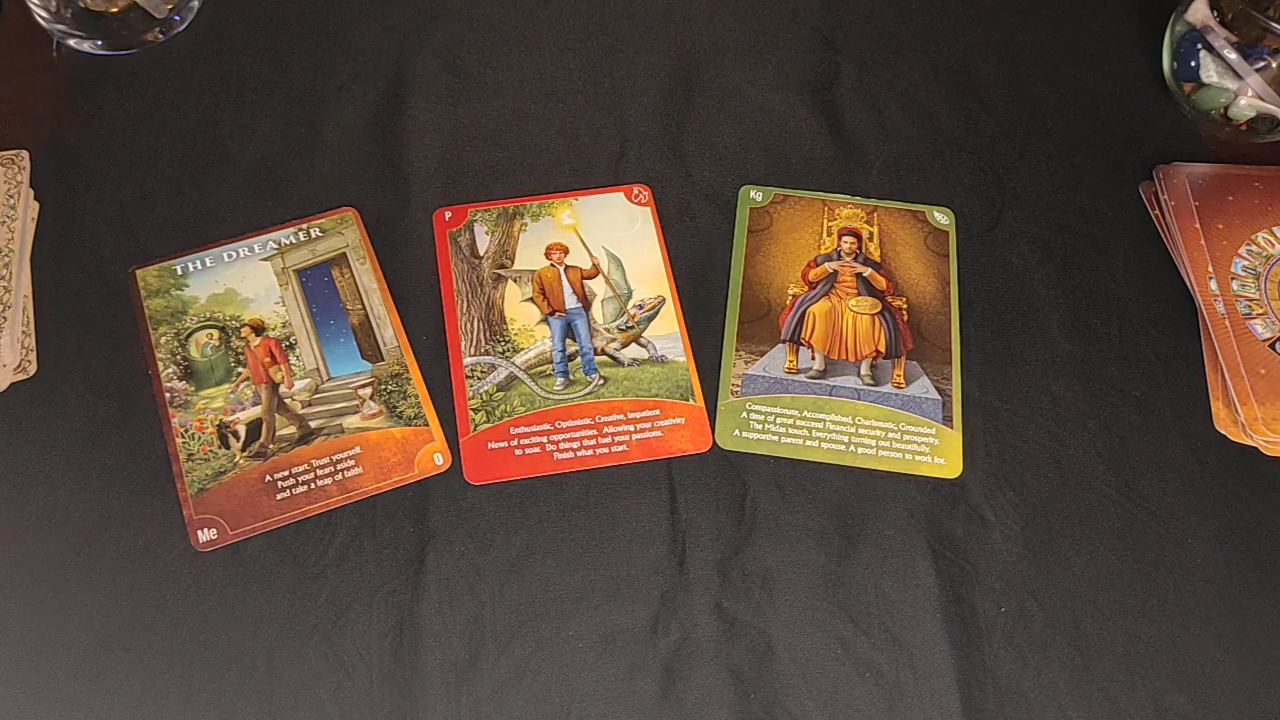 THE DREAMER
A new start. Trust yourself.
Push your fears aside
and take a leap of faith!
0
Me
P
Enthusiastic, Optimistic, Creative, Impatient
News of exciting opportunities. Allowing your creativity
to soar. Do things that fuel your passions.
Finish what you start.
Kg
Compassionate, Accomplished, Charismatic, Grounded
A time of great success! Financial security and prosperity.
The Midas touch. Everything turning out beautifully.
A supportive parent and spouse. A good person to work for.